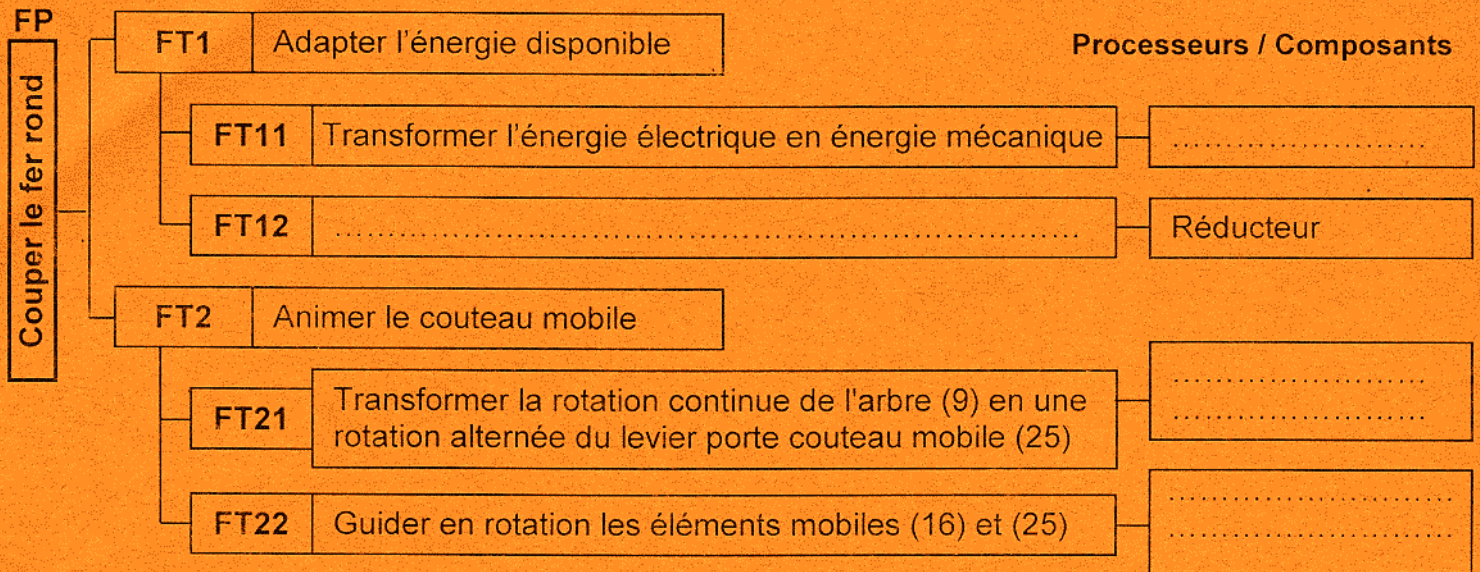 FP
Couper le fer rond
FT1 Adapter l'énergie disponible
Processeurs / Composants
FT11 Transformer l'énergie électrique en énergie mécanique ........................
FT12 ........................................................................ Réducteur
FT2 Animer le couteau mobile
FT21 Transformer la rotation continue de l'arbre (9) en une
rotation alternée du levier porte couteau mobile (25)
........................
........................
FT22 Guider en rotation les éléments mobiles (16) et (25)
...........................
...........................